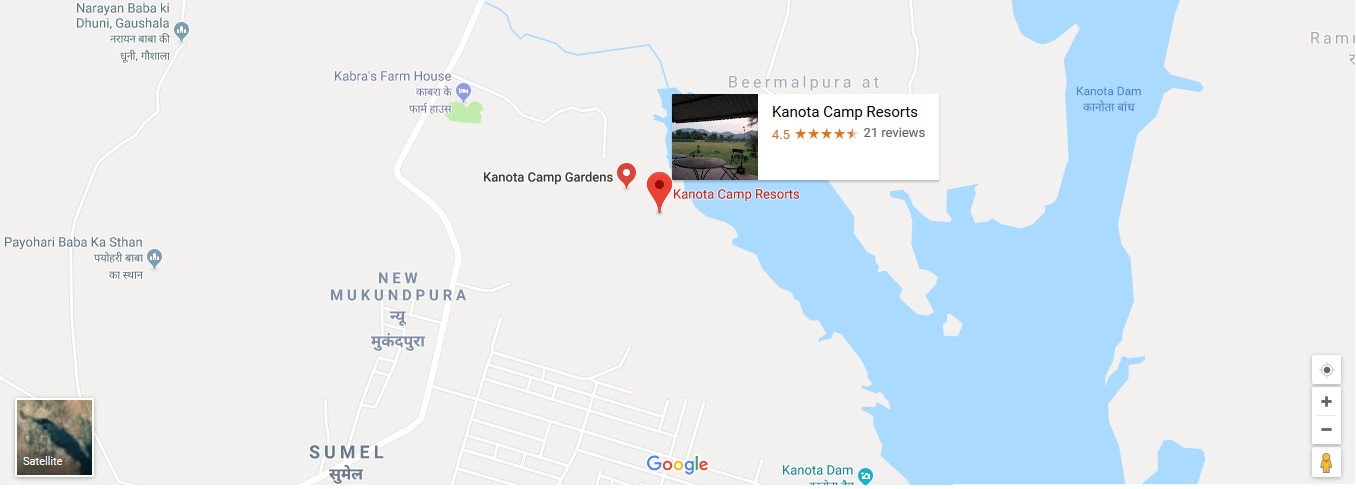 Narayan Baba ki
Dhuni, Gaushala
नरायन बाबा की
धूनी, गौशाला
Kabra's Farm House
काबरा के
फार्म हाउस
Beermalpura at
Kanota Camp Resorts
4.5 21 reviews
Kanota Camp Gardens
Kanota Camp Resorts
Kanota Dam
कानोता बांध
Payohari Baba Ka Sthan
पयोहरी बाबा
का स्थान
NEW
MUKUNDPURA
न्यू
मुकंदपुरा
SUMEL
सुमेल
Satellite
Google
Kanota Dam